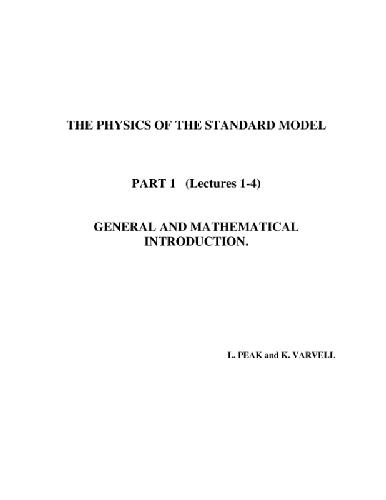 THE PHYSICS OF THE STANDARD MODEL
PART 1 (Lectures 1-4)
GENERAL AND MATHEMATICAL
INTRODUCTION.
L. PEAK and K. VARVELL